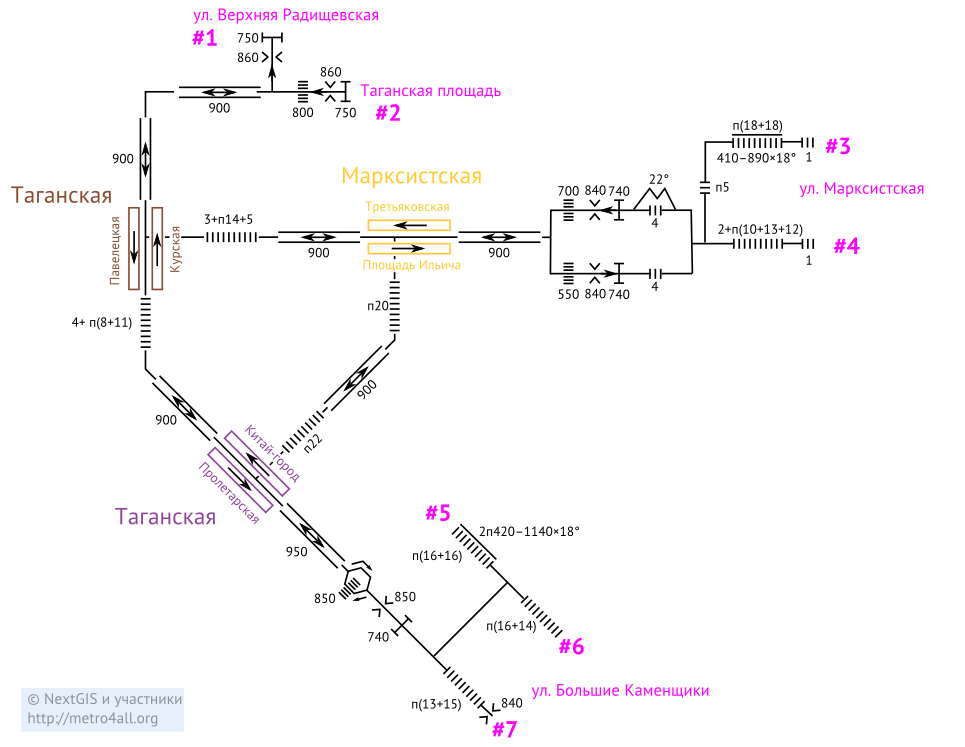 ул. Верхняя Радищевская
#1
750
860
860
Таганская площадь
900
800
750
#2
п(18+18)
#3
900
410–890×18°
1
Марксистская
22°
п5
ул. Марксистская
Таганская
700
840
740
Третьяковская
3+п14+5
4
2+п(10+13+12)
Павелецкая
Курская
900
900
#4
Площадь Ильича
1
550
840
740
4
п20
4+ п(8+11)
900
900
Китай-город
п22
Пролетарская
Таганская
#5
2п420–1140×18°
950
п(16+16)
850
850
п(16+14)
740
#6
ул. Большие Каменщики
© NextGIS и участники
http://metro4all.org
п(13+15)
840
#7